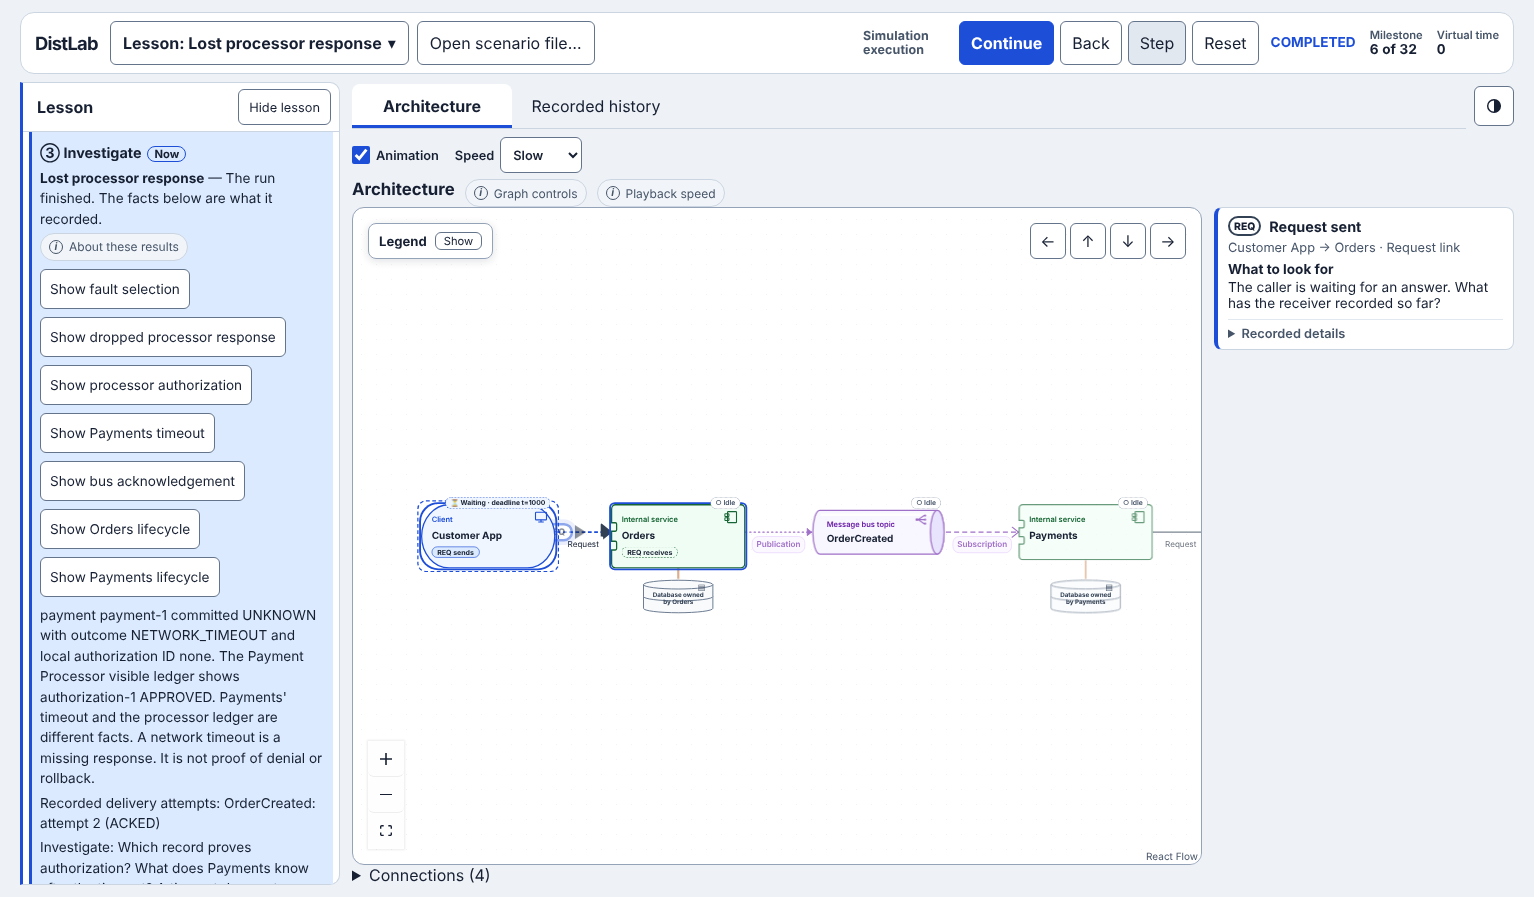 DistLab
Lesson: Lost processor response ▾
Open scenario file...
Simulation
execution
Continue
Back
Step
Reset
COMPLETED
Milestone
6 of 32
Virtual time
0
Lesson
Hide lesson
3 Investigate Now
Lost processor response — The run
finished. The facts below are what it
recorded.
i About these results
Show fault selection
Show dropped processor response
Show processor authorization
Show Payments timeout
Show bus acknowledgement
Show Orders lifecycle
Show Payments lifecycle
payment payment-1 committed UNKNOWN
with outcome NETWORK_TIMEOUT and
local authorization ID none. The Payment
Processor visible ledger shows
authorization-1 APPROVED. Payments'
timeout and the processor ledger are
different facts. A network timeout is a
missing response. It is not proof of denial or
rollback.
Recorded delivery attempts: OrderCreated:
attempt 2 (ACKED)
Investigate: Which record proves
authorization? What does Payments know
Architecture
Recorded history
Animation
Speed
Slow
Architecture
i Graph controls
i Playback speed
Legend
Show
← ↑ ↓ →
Waiting · deadline t=1000
Client
Customer App
REQ sends
Request
Idle
Internal service
Orders
REQ receives
Database owned
by Orders
Publication
Idle
Message bus topic
OrderCreated
Subscription
Idle
Internal service
Payments
Database owned
by Payments
Request
React Flow
Connections (4)
REQ Request sent
Customer App → Orders · Request link
What to look for
The caller is waiting for an answer. What
has the receiver recorded so far?
Recorded details